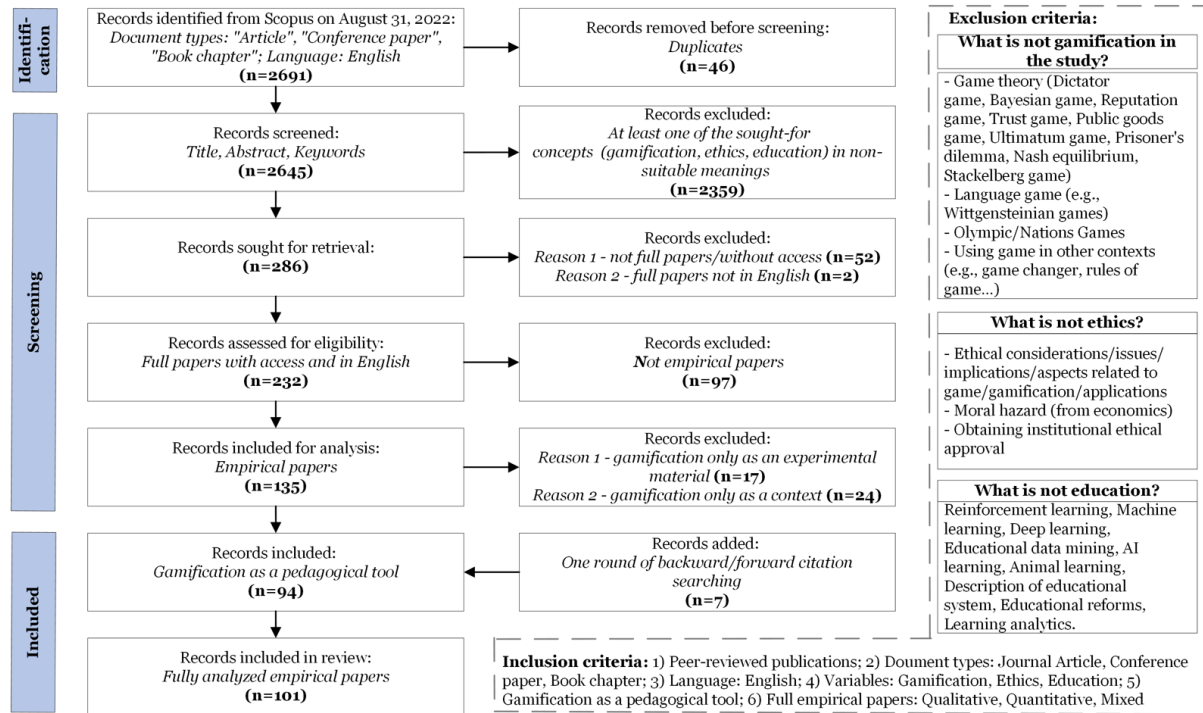 Identifi-
cation
Records identified from Scopus on August 31, 2022:
Document types: "Article", "Conference paper",
"Book chapter"; Language: English
(n=2691)
Records removed before screening:
Duplicates
(n=46)
Screening
Records screened:
Title, Abstract, Keywords
(n=2645)
Records excluded:
At least one of the sought-for
concepts (gamification, ethics, education) in non-
suitable meanings
(n=2359)
Records sought for retrieval:
(n=286)
Records excluded:
Reason 1 - not full papers/without access (n=52)
Reason 2 - full papers not in English (n=2)
Records assessed for eligibility:
Full papers with access and in English
(n=232)
Records excluded:
Not empirical papers
(n=97)
Records included for analysis:
Empirical papers
(n=135)
Records excluded:
Reason 1 - gamification only as an experimental
material (n=17)
Reason 2 - gamification only as a context (n=24)
Included
Records included:
Gamification as a pedagogical tool
(n=94)
Records added:
One round of backward/forward citation
searching
(n=7)
Records included in review:
Fully analyzed empirical papers
(n=101)
Exclusion criteria:
What is not gamification in
the study?
- Game theory (Dictator
game, Bayesian game, Reputation
game, Trust game, Public goods
game, Ultimatum game, Prisoner's
dilemma, Nash equilibrium,
Stackelberg game)
- Language game (e.g.,
Wittgensteinian games)
- Olympic/Nations Games
- Using game in other contexts
(e.g., game changer, rules of
game...)
What is not ethics?
- Ethical considerations/issues/
implications/aspects related to
game/gamification/applications
- Moral hazard (from economics)
- Obtaining institutional ethical
approval
What is not education?
Reinforcement learning, Machine
learning, Deep learning,
Educational data mining, AI
learning, Animal learning,
Description of educational
system, Educational reforms,
Learning analytics.
Inclusion criteria: 1) Peer-reviewed publications; 2) Doument types: Journal Article, Conference
paper, Book chapter; 3) Language: English; 4) Variables: Gamification, Ethics, Education; 5)
Gamification as a pedagogical tool; 6) Full empirical papers: Qualitative, Quantitative, Mixed